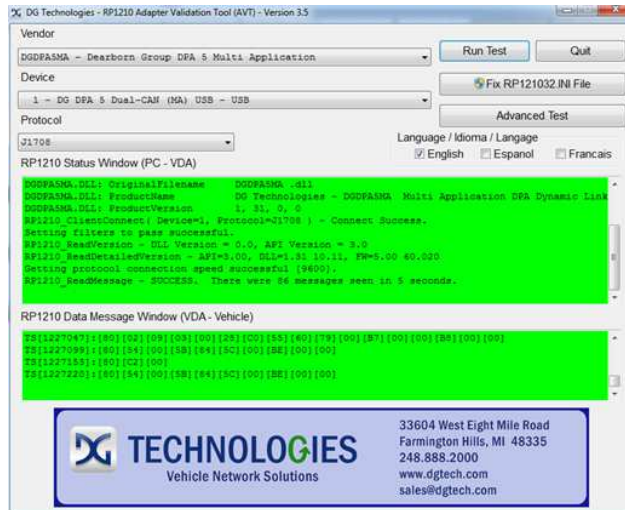 DG Technologies - RP1210 Adapter Validation Tool (AVT) - Version 3.5
Vendor
DGDPA5MA - Dearborn Group DPA 5 Multi Application
Run Test
Quit
Device
Fix RP121032.INI File
1 - DG DPA 5 Dual-CAN (MA) USB - USB
Advanced Test
Protocol
J1708
Language / Idioma / Langage
English
Espanol
Francais
RP1210 Status Window (PC - VDA)
DGDPA5MA.DLL: OriginalFilename DGDPA5MA .dll
DGDPA5MA.DLL: ProductName DG Technologies - DGDPA5MA Multi Application DPA Dynamic Link
DGDPA5MA.DLL: ProductVersion 1, 31, 0, 0
RP1210_ClientConnect( Device=1, Protocol=J1708 ) - Connect Success.
Setting filters to pass successful.
RP1210_ReadVersion - DLL Version = 0.0, API Version = 3.0
RP1210_ReadDetailedVersion - API=3.00, DLL=1.31 10.11, FW=5.00 60.020
Getting protocol connection speed successful [9600].
RP1210_ReadMessage - SUCCESS. There were 86 messages seen in 5 seconds.
RP1210 Data Message Window (VDA - Vehicle)
TS[1227047]:[80][02][09][03][00][25][C0][55][60][79][00][B7][00][00][B8][00][00]
TS[1227099]:[80][54][00][5B][84][5C][00][BE][00][00]
TS[1227153]:[80][C2][00]
TS[1227220]:[80][54][00][5B][84][5C][00][BE][00][00]
DG TECHNOLOGIES
Vehicle Network Solutions
33604 West Eight Mile Road
Farmington Hills, MI 48335
248.888.2000
www.dgtech.com
sales@dgtech.com